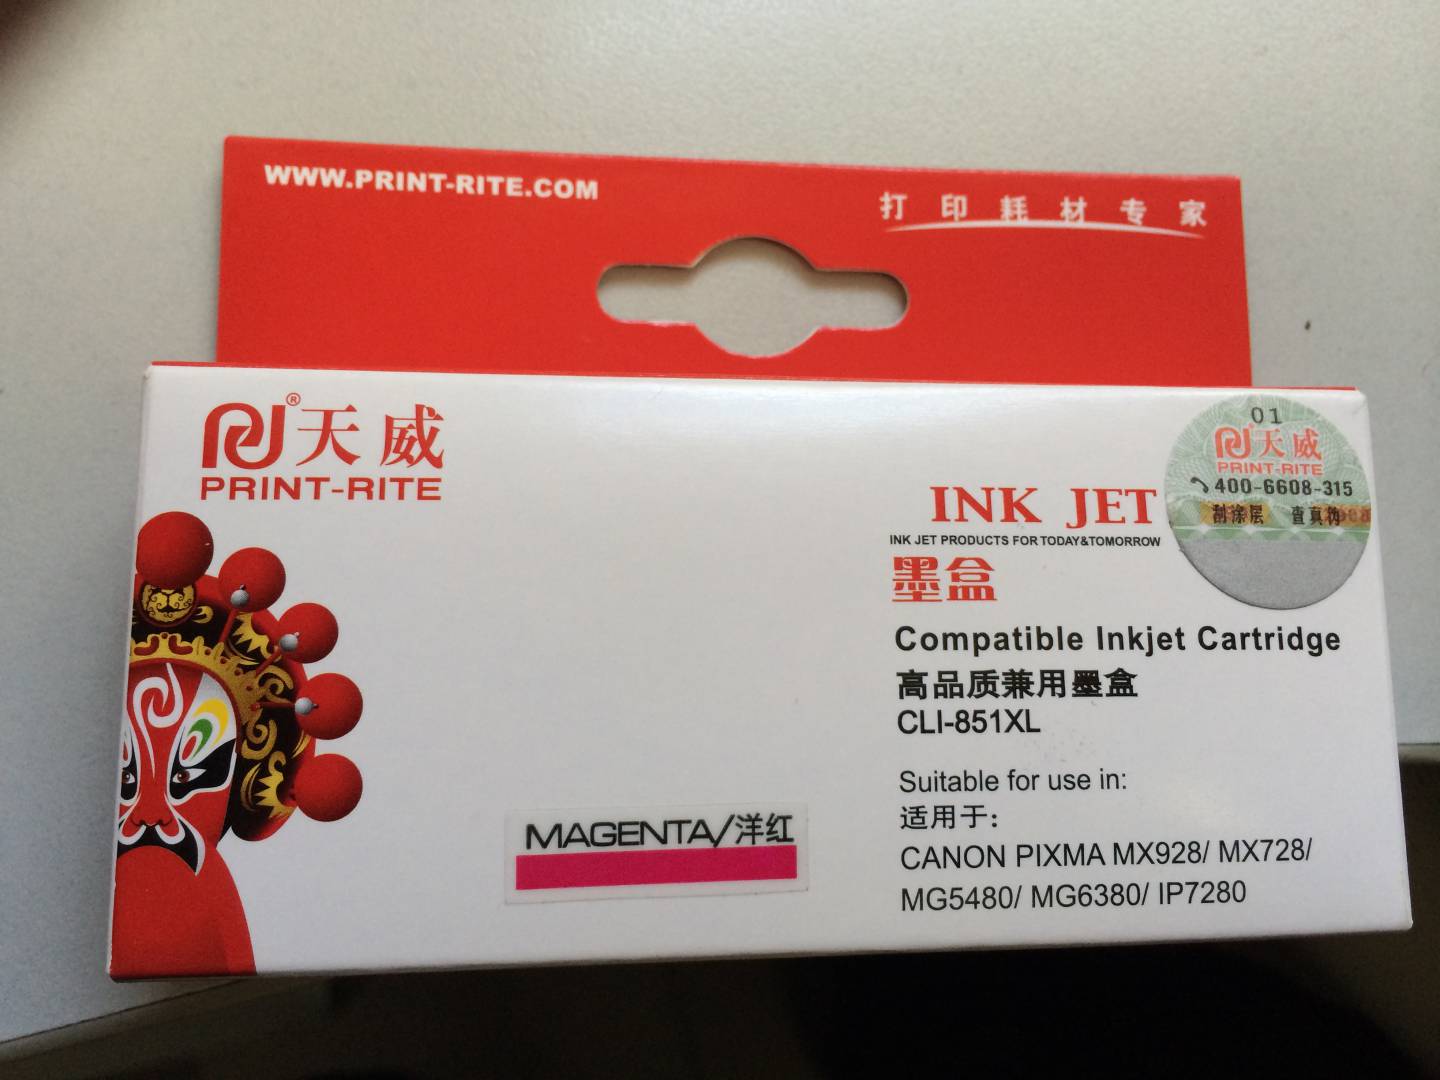 WWW.PRINT-RITE.COM
打印耗材专家
® 天威
PRINT-RITE
01
天威
PRINT-RITE
400-6608-315
刮涂层 查真伪
INK JET
INK JET PRODUCTS FOR TODAY&TOMORROW
墨盒
Compatible Inkjet Cartridge
高品质兼用墨盒
CLI-851XL
Suitable for use in:
适用于:
CANON PIXMA MX928/ MX728/
MG5480/ MG6380/ IP7280
MAGENTA/洋红